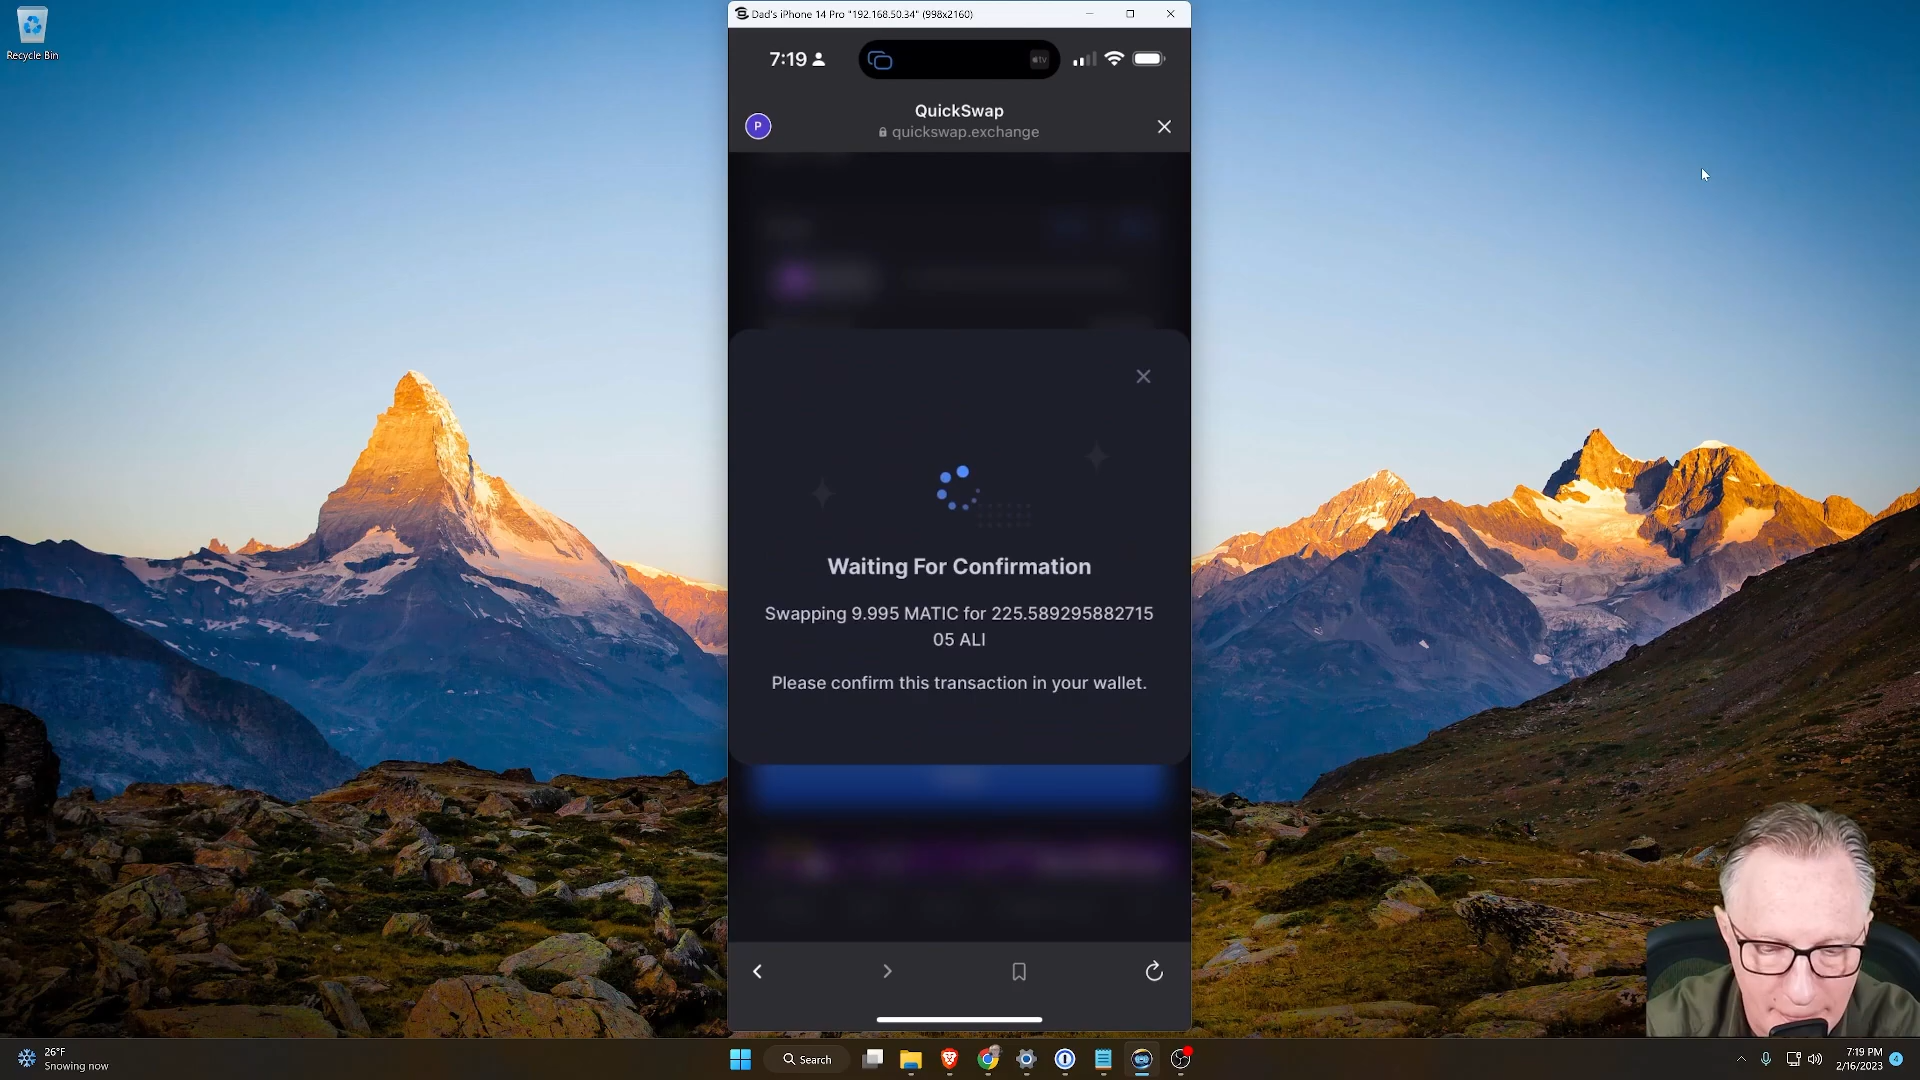 Recycle Bin
Dad's iPhone 14 Pro "192.168.50.34" (998x2160)
7:19
tv
QuickSwap
P
quickswap.exchange
Waiting For Confirmation
Swapping 9.995 MATIC for 225.589295882715
05 ALI
Please confirm this transaction in your wallet.
26°F
Snowing now
Search
7:19 PM
2/16/2023
4